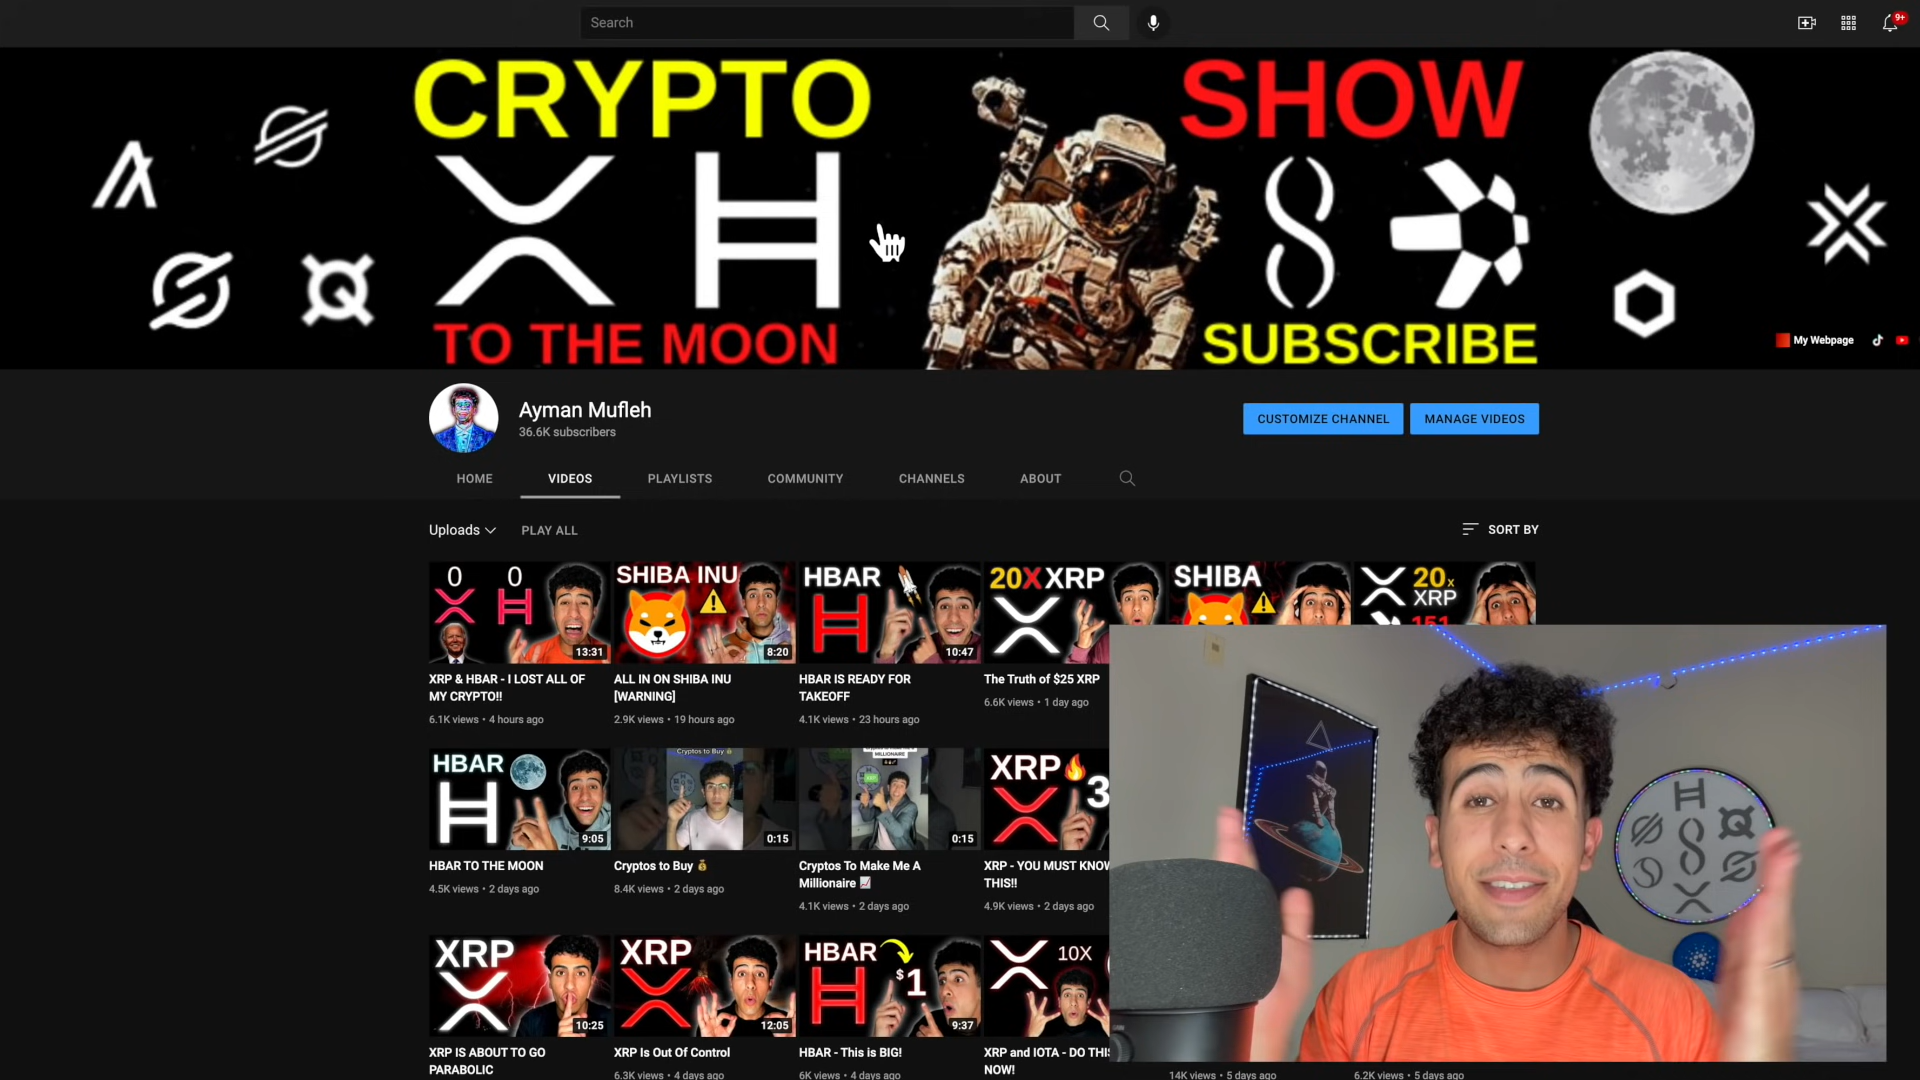 Search
9+
CRYPTO
SHOW
TO THE MOON
SUBSCRIBE
My Webpage
Ayman Mufleh
36.6K subscribers
CUSTOMIZE CHANNEL
MANAGE VIDEOS
HOME
VIDEOS
PLAYLISTS
COMMUNITY
CHANNELS
ABOUT
Uploads
PLAY ALL
SORT BY
0 0
13:31
SHIBA INU
8:20
HBAR
10:47
20X XRP
SHIBA
20x
XRP
151
XRP & HBAR - I LOST ALL OF
MY CRYPTO!!
6.1K views • 4 hours ago
ALL IN ON SHIBA INU
[WARNING]
2.9K views • 19 hours ago
HBAR IS READY FOR
TAKEOFF
4.1K views • 23 hours ago
The Truth of $25 XRP
6.6K views • 1 day ago
HBAR
9:05
Cryptos to Buy 💰
0:15
MILLIONAIRE
0:15
XRP🔥
3
HBAR TO THE MOON
4.5K views • 2 days ago
Cryptos to Buy 💰
8.4K views • 2 days ago
Cryptos To Make Me A
Millionaire 📈
4.1K views • 2 days ago
XRP - YOU MUST KNOW
THIS!!
4.9K views • 2 days ago
XRP
10:25
XRP
12:05
HBAR
$1
9:37
10X
XRP IS ABOUT TO GO
PARABOLIC
XRP Is Out Of Control
6.3K views • 4 days ago
HBAR - This is BIG!
6K views • 4 days ago
XRP and IOTA - DO THIS
NOW!
14K views • 5 days ago
6.2K views • 5 days ago